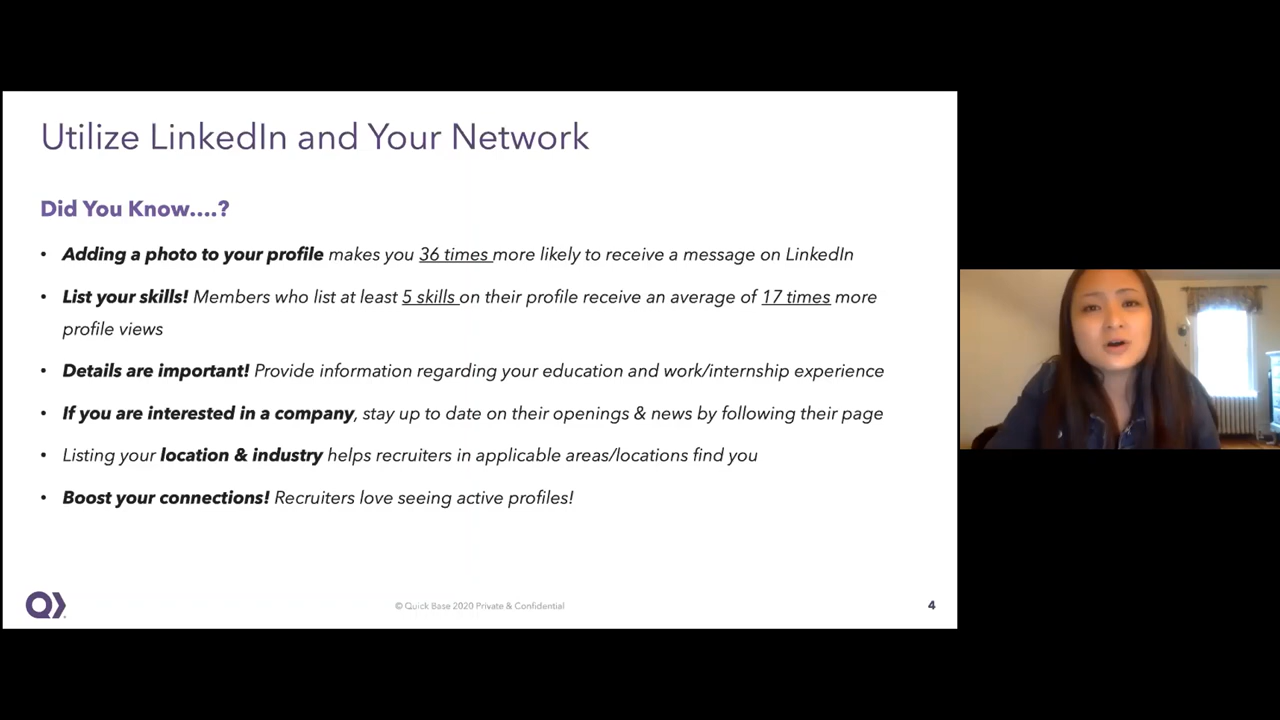 Utilize LinkedIn and Your Network
Did You Know....?
• Adding a photo to your profile makes you 36 times more likely to receive a message on LinkedIn
• List your skills! Members who list at least 5 skills on their profile receive an average of 17 times more
profile views
• Details are important! Provide information regarding your education and work/internship experience
• If you are interested in a company, stay up to date on their openings & news by following their page
• Listing your location & industry helps recruiters in applicable areas/locations find you
• Boost your connections! Recruiters love seeing active profiles!
© Quick Base 2020 Private & Confidential
4